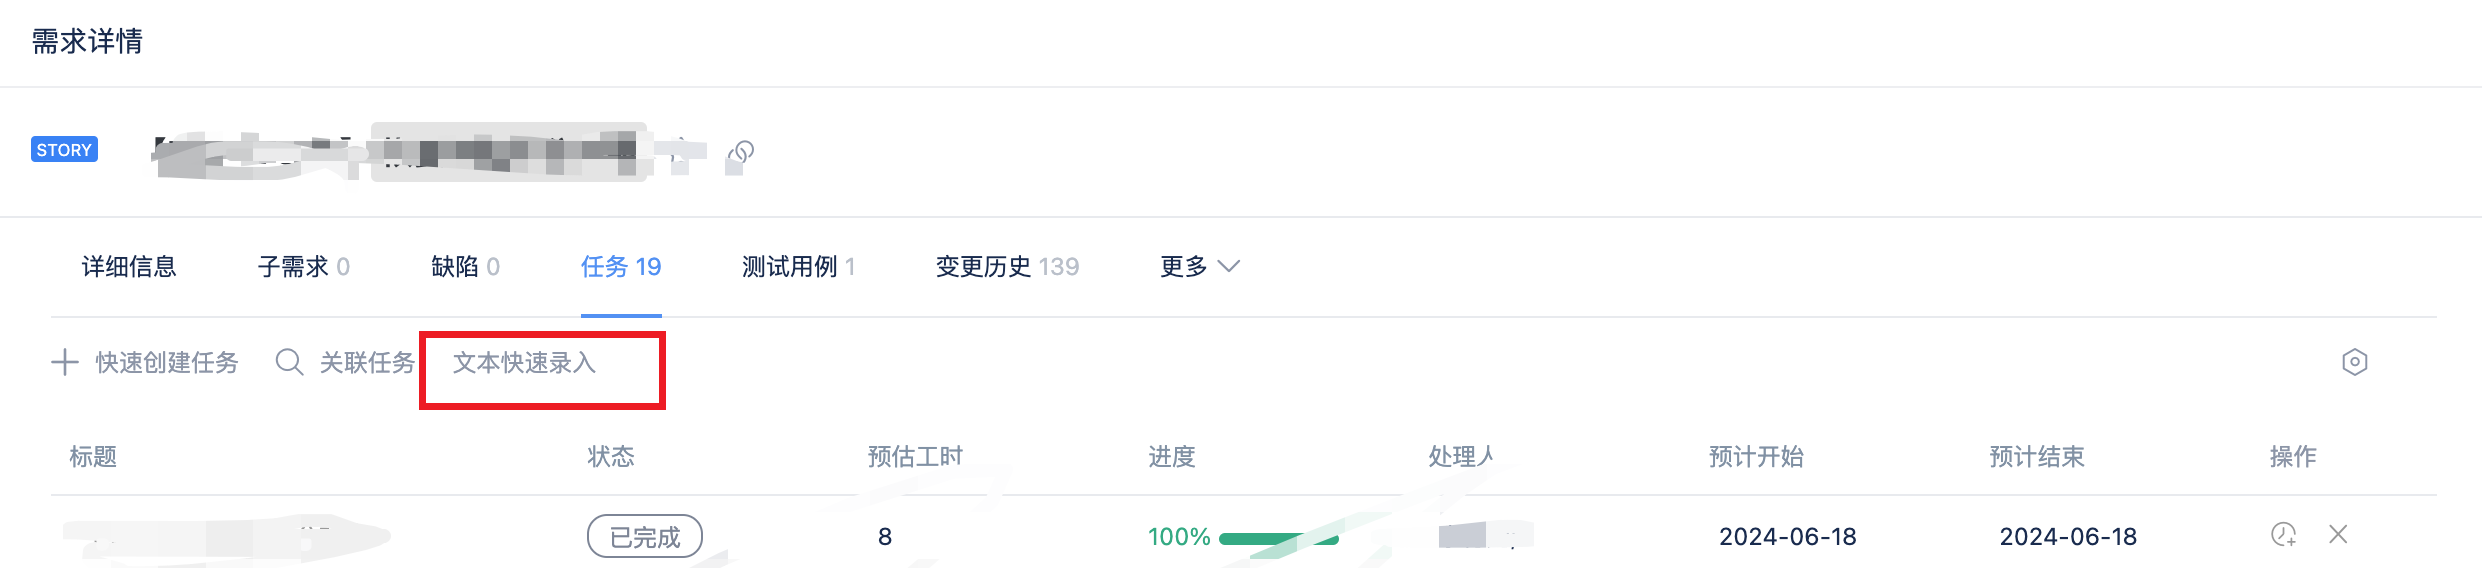 需求详情
STORY
详细信息 子需求 0 缺陷 0 任务 19 测试用例 1 变更历史 139 更多
快速创建任务 关联任务 文本快速录入
标题 状态 预估工时 进度 处理人 预计开始 预计结束 操作
已完成 8 100% 2024-06-18 2024-06-18